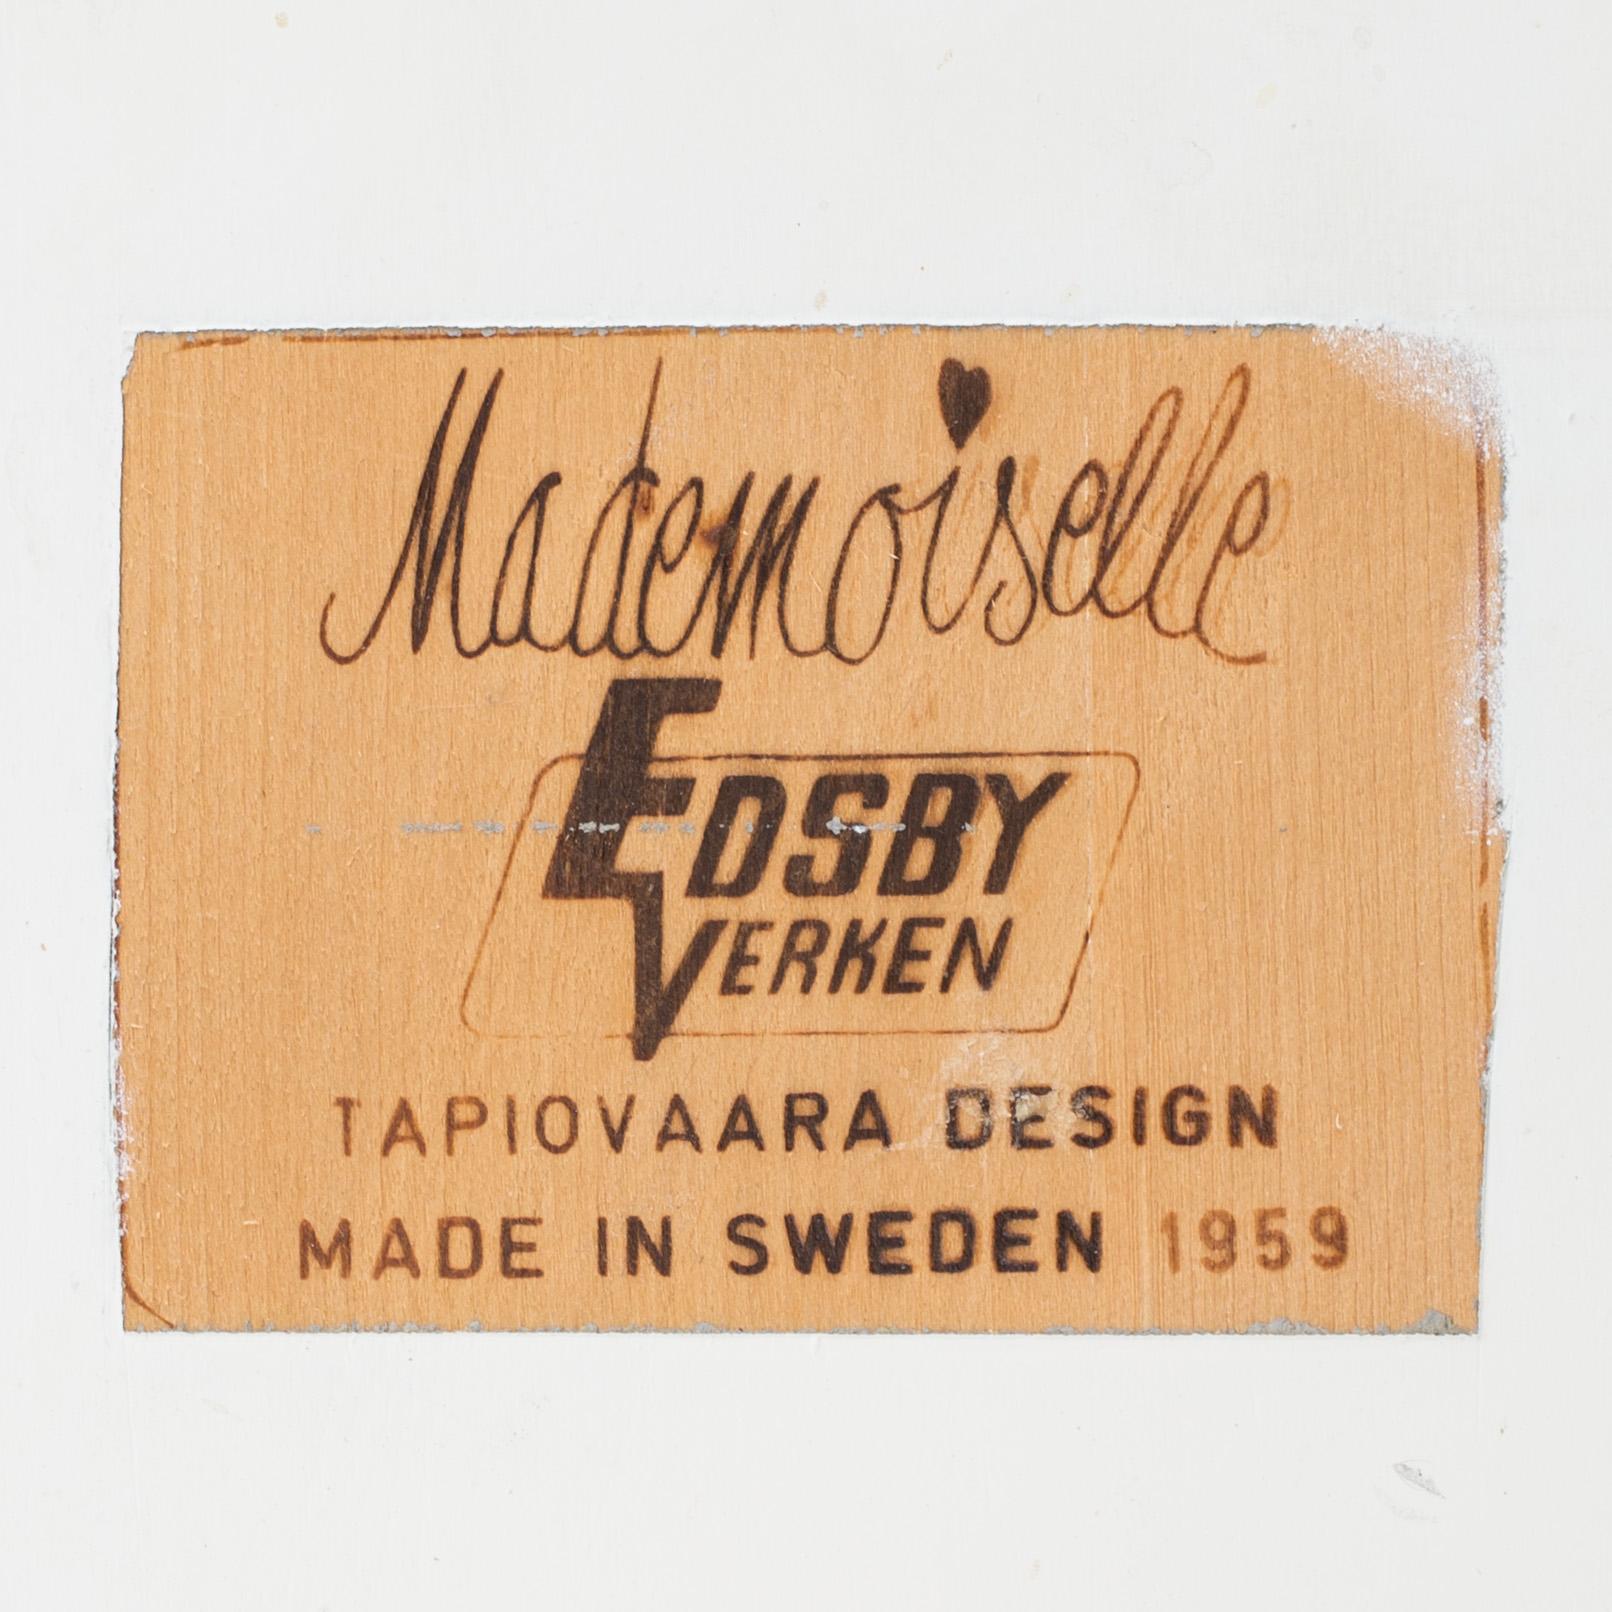 Mademoiselle
EDSBY
VERKEN
TAPIOVAARA DESIGN
MADE IN SWEDEN 1959